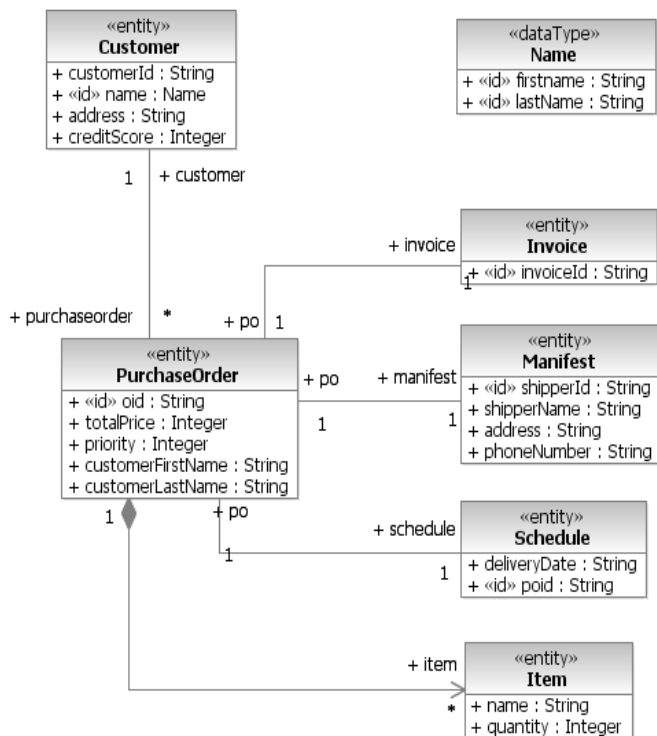 «entity»
Customer
+ customerId : String
+ «id» name : Name
+ address : String
+ creditScore : Integer
«dataType»
Name
+ «id» firstname : String
+ «id» lastName : String
1
+ customer
+ purchaseorder
*
«entity»
Invoice
+ «id» invoiceId : String
+ invoice
1
+ po
1
«entity»
PurchaseOrder
+ «id» oid : String
+ totalPrice : Integer
+ priority : Integer
+ customerFirstName : String
+ customerLastName : String
«entity»
Manifest
+ «id» shipperId : String
+ shipperName : String
+ address : String
+ phoneNumber : String
+ po
+ manifest
1
1
1
+ po
1
+ schedule
1
«entity»
Schedule
+ deliveryDate : String
+ «id» poid : String
+ item
*
«entity»
Item
+ name : String
+ quantity : Integer